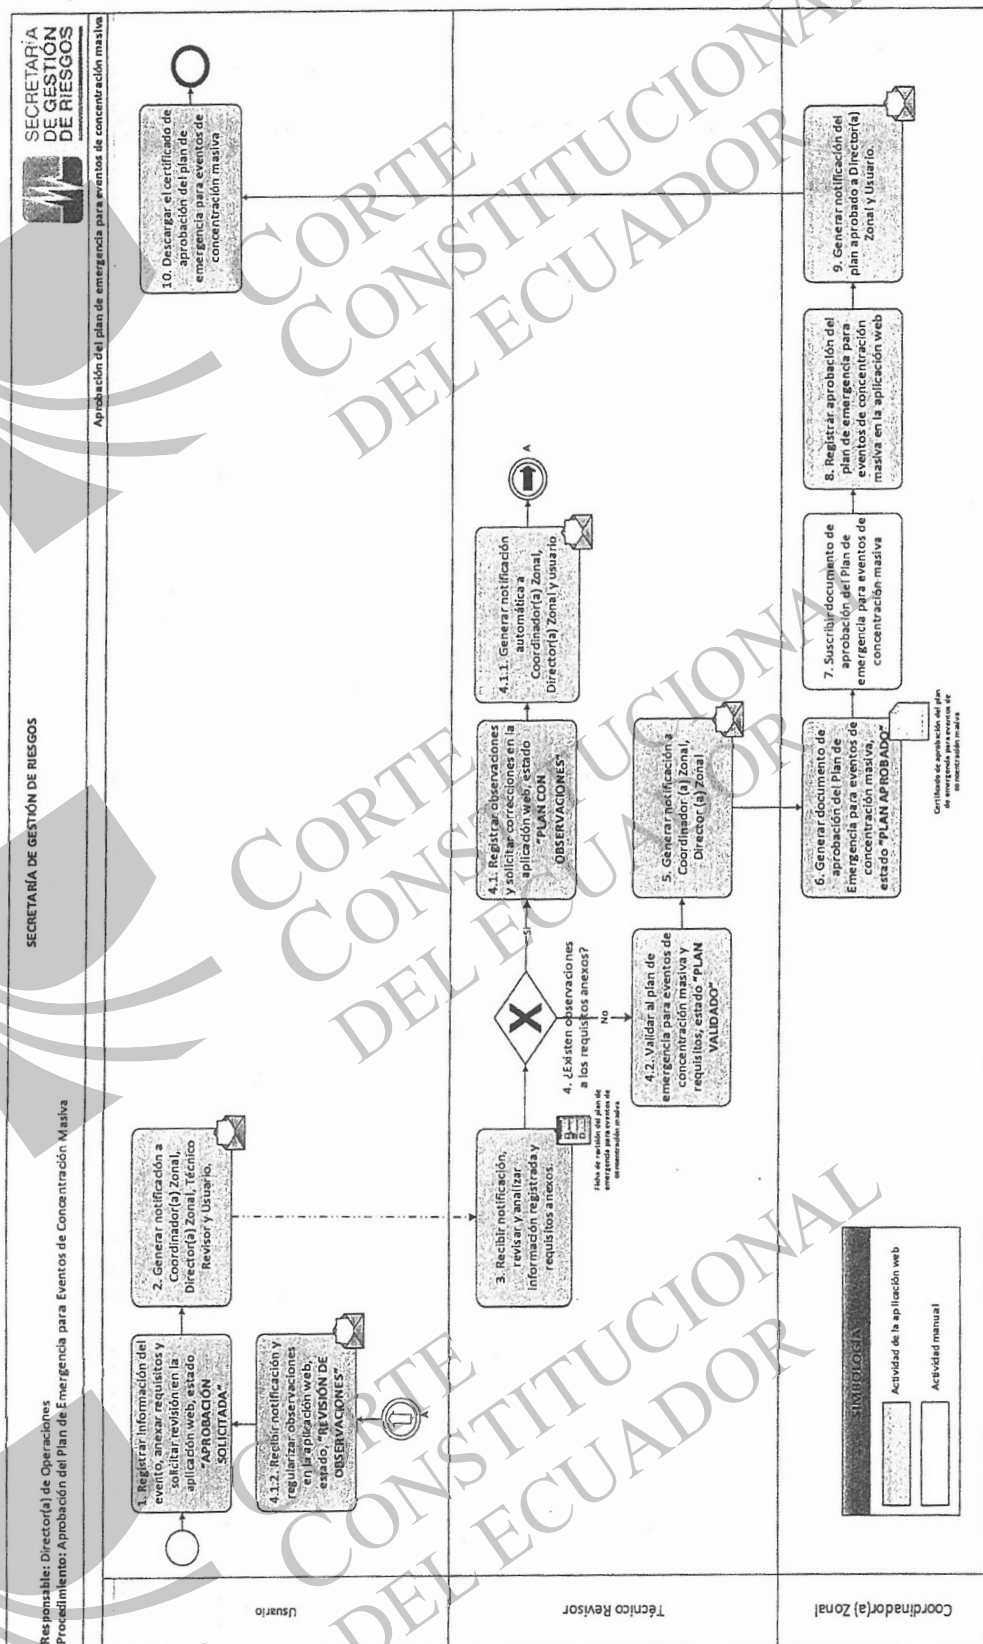 SECRETARÍA DE GESTIÓN DE RIESGOS
SECRETARÍA
DE GESTIÓN
DE RIESGOS
Responsable: Director(a) de Operaciones
Procedimiento: Aprobación del Plan de Emergencia para Eventos de Concentración Masiva
Aprobación del plan de emergencia para eventos de concentración masiva
Usuario
1. Registrar Información del
evento, anexar requisitos y
solicitar revisión en la
aplicación web, estado
"APROBACIÓN
SOLICITADA"
2. Generar notificación a
Coordinador(a) Zonal,
Director(a) Zonal, Técnico
Revisor y Usuario.
4.1.2. Recibir notificación y
regularizar observaciones
en la aplicación web,
estado, "REVISIÓN DE
OBSERVACIONES"
A
10. Descargar el certificado de
aprobación del plan de
emergencia para eventos de
concentración masiva
Técnico Revisor
3. Recibir notificación,
revisar y analizar
información registrada y
requisitos anexos.
Ficha de revisión del plan de
emergencia para eventos de
concentración masiva
4. ¿Existen observaciones
a los requisitos anexos?
SI
No
4.1. Registrar observaciones
y solicitar correcciones en la
aplicación web, estado
"PLAN CON
OBSERVACIONES"
4.1.1. Generar notificación
automática a
Coordinador(a) Zonal,
Director(a) Zonal y usuario
A
4.2. Validar al plan de
emergencia para eventos de
concentración masiva y
requisitos, estado "PLAN
VALIDADO"
5. Generar notificación a
Coordinador (a) Zonal,
Director (a) Zonal
Coordinador(a) Zonal
6. Generar documento de
aprobación del Plan de
Emergencia para eventos de
concentración masiva,
estado "PLAN APROBADO"
Certificado de aprobación del plan
de emergencia para eventos de
concentración masiva
7. Suscribir documento de
aprobación del Plan de
emergencia para eventos de
concentración masiva
8. Registrar aprobación del
plan de emergencia para
eventos de concentración
masiva en la aplicación web
9. Generar notificación del
plan aprobado a Director(a)
Zonal y Usuario.
SIMBOLOGÍA
Actividad de la aplicación web
Actividad manual
CORTE
CONSTITUCIONAL
DEL ECUADOR
CORTE
CONSTITUCIONAL
DEL ECUADOR
CORTE
CONSTITUCIONAL
DEL ECUADOR